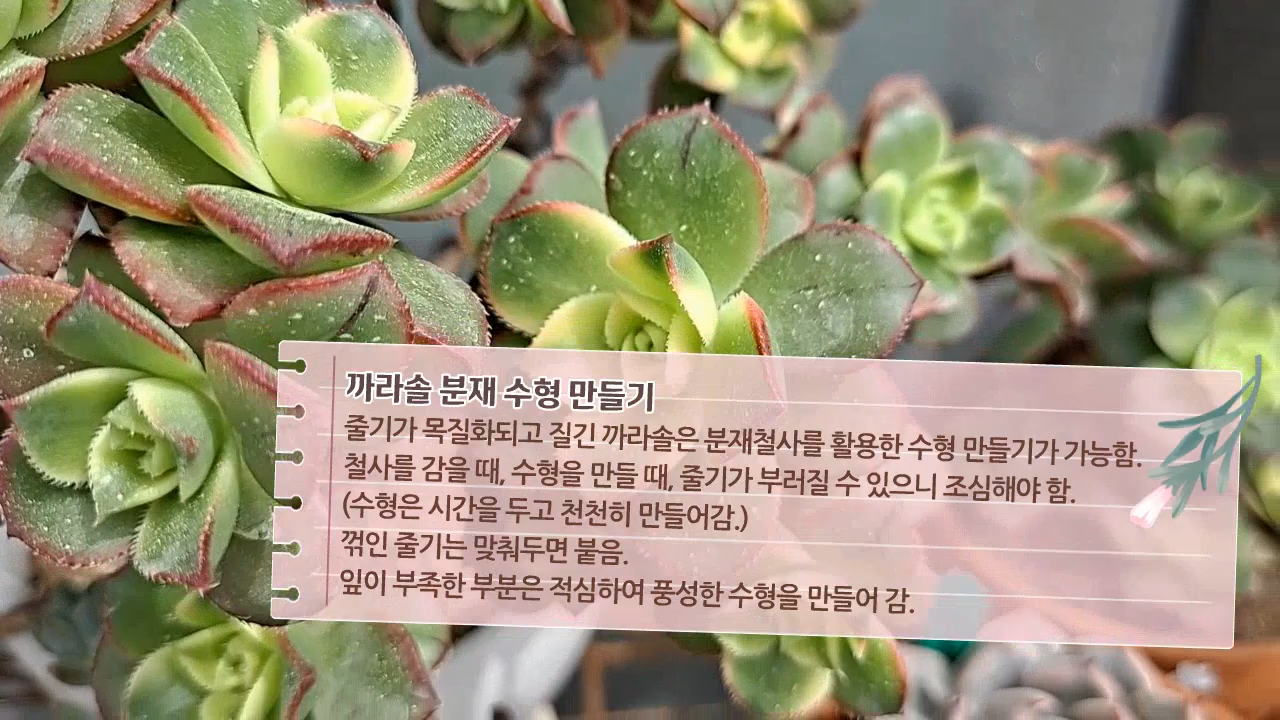 까라솔 분재 수형 만들기
줄기가 목질화되고 질긴 까라솔은 분재철사를 활용한 수형 만들기가 가능함.
철사를 감을 때, 수형을 만들 때, 줄기가 부러질 수 있으니 조심해야 함.
(수형은 시간을 두고 천천히 만들어감.)
꺾인 줄기는 맞춰두면 붙음.
잎이 부족한 부분은 적심하여 풍성한 수형을 만들어 감.